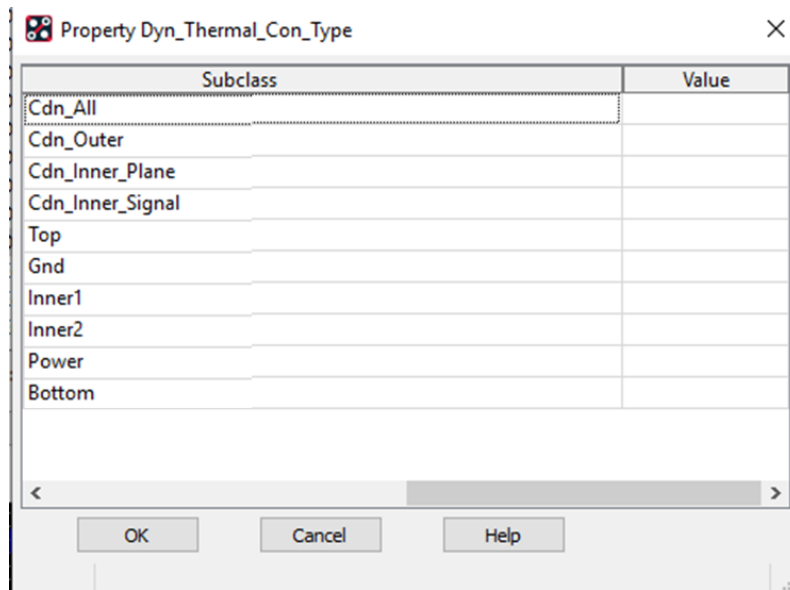 Property Dyn_Thermal_Con_Type
Subclass Value
Cdn_All
Cdn_Outer
Cdn_Inner_Plane
Cdn_Inner_Signal
Top
Gnd
Inner1
Inner2
Power
Bottom
OK Cancel Help